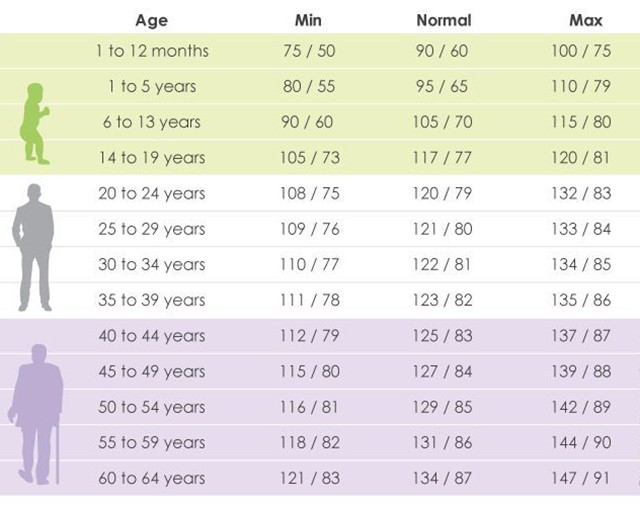 Age Min Normal Max
1 to 12 months 75 / 50 90 / 60 100 / 75
1 to 5 years 80 / 55 95 / 65 110 / 79
6 to 13 years 90 / 60 105 / 70 115 / 80
14 to 19 years 105 / 73 117 / 77 120 / 81
20 to 24 years 108 / 75 120 / 79 132 / 83
25 to 29 years 109 / 76 121 / 80 133 / 84
30 to 34 years 110 / 77 122 / 81 134 / 85
35 to 39 years 111 / 78 123 / 82 135 / 86
40 to 44 years 112 / 79 125 / 83 137 / 87
45 to 49 years 115 / 80 127 / 84 139 / 88
50 to 54 years 116 / 81 129 / 85 142 / 89
55 to 59 years 118 / 82 131 / 86 144 / 90
60 to 64 years 121 / 83 134 / 87 147 / 91